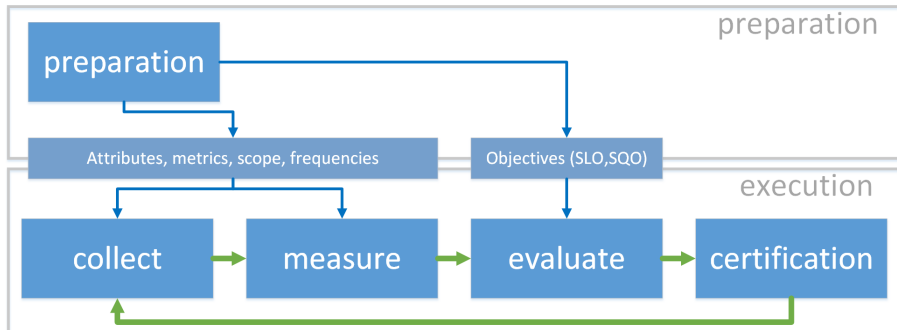 preparation
preparation
Attributes, metrics, scope, frequencies
Objectives (SLO,SQO)
execution
collect
measure
evaluate
certification